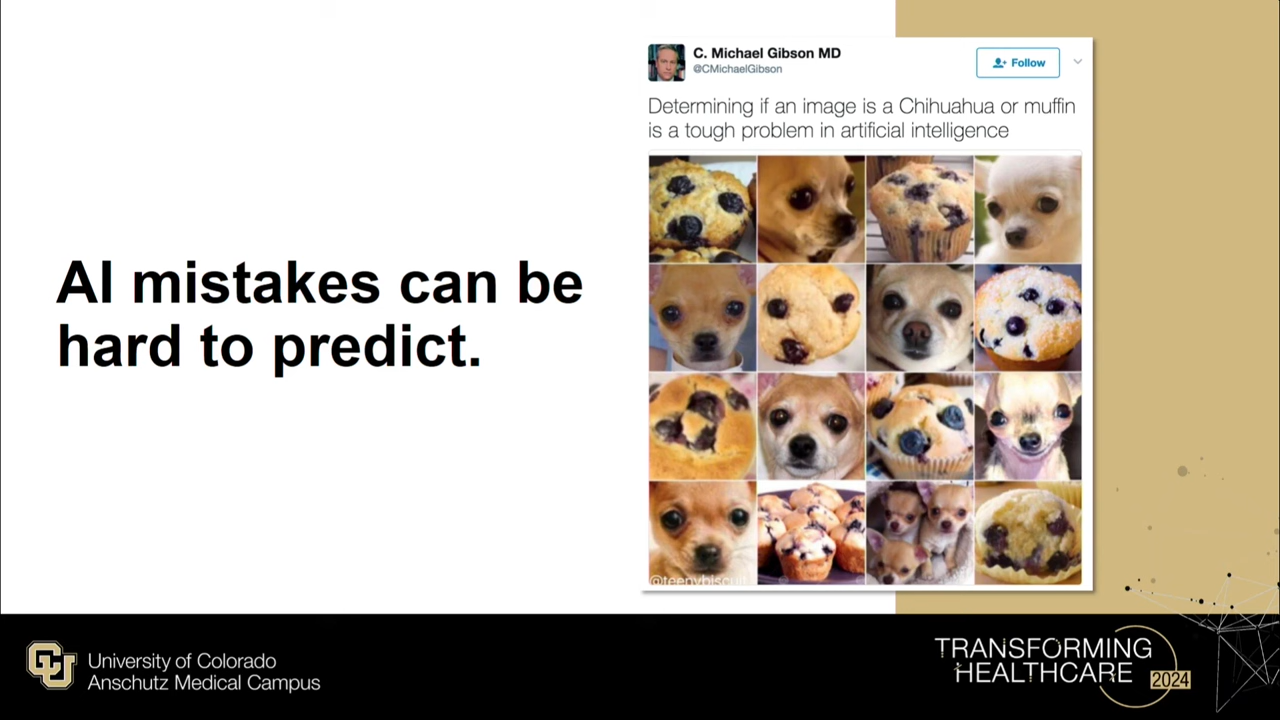 AI mistakes can be
hard to predict.
C. Michael Gibson MD
@CMichaelGibson
Follow
Determining if an image is a Chihuahua or muffin
is a tough problem in artificial intelligence
@teenybiscuit
University of Colorado
Anschutz Medical Campus
TRANSFORMING
HEALTHCARE
2024